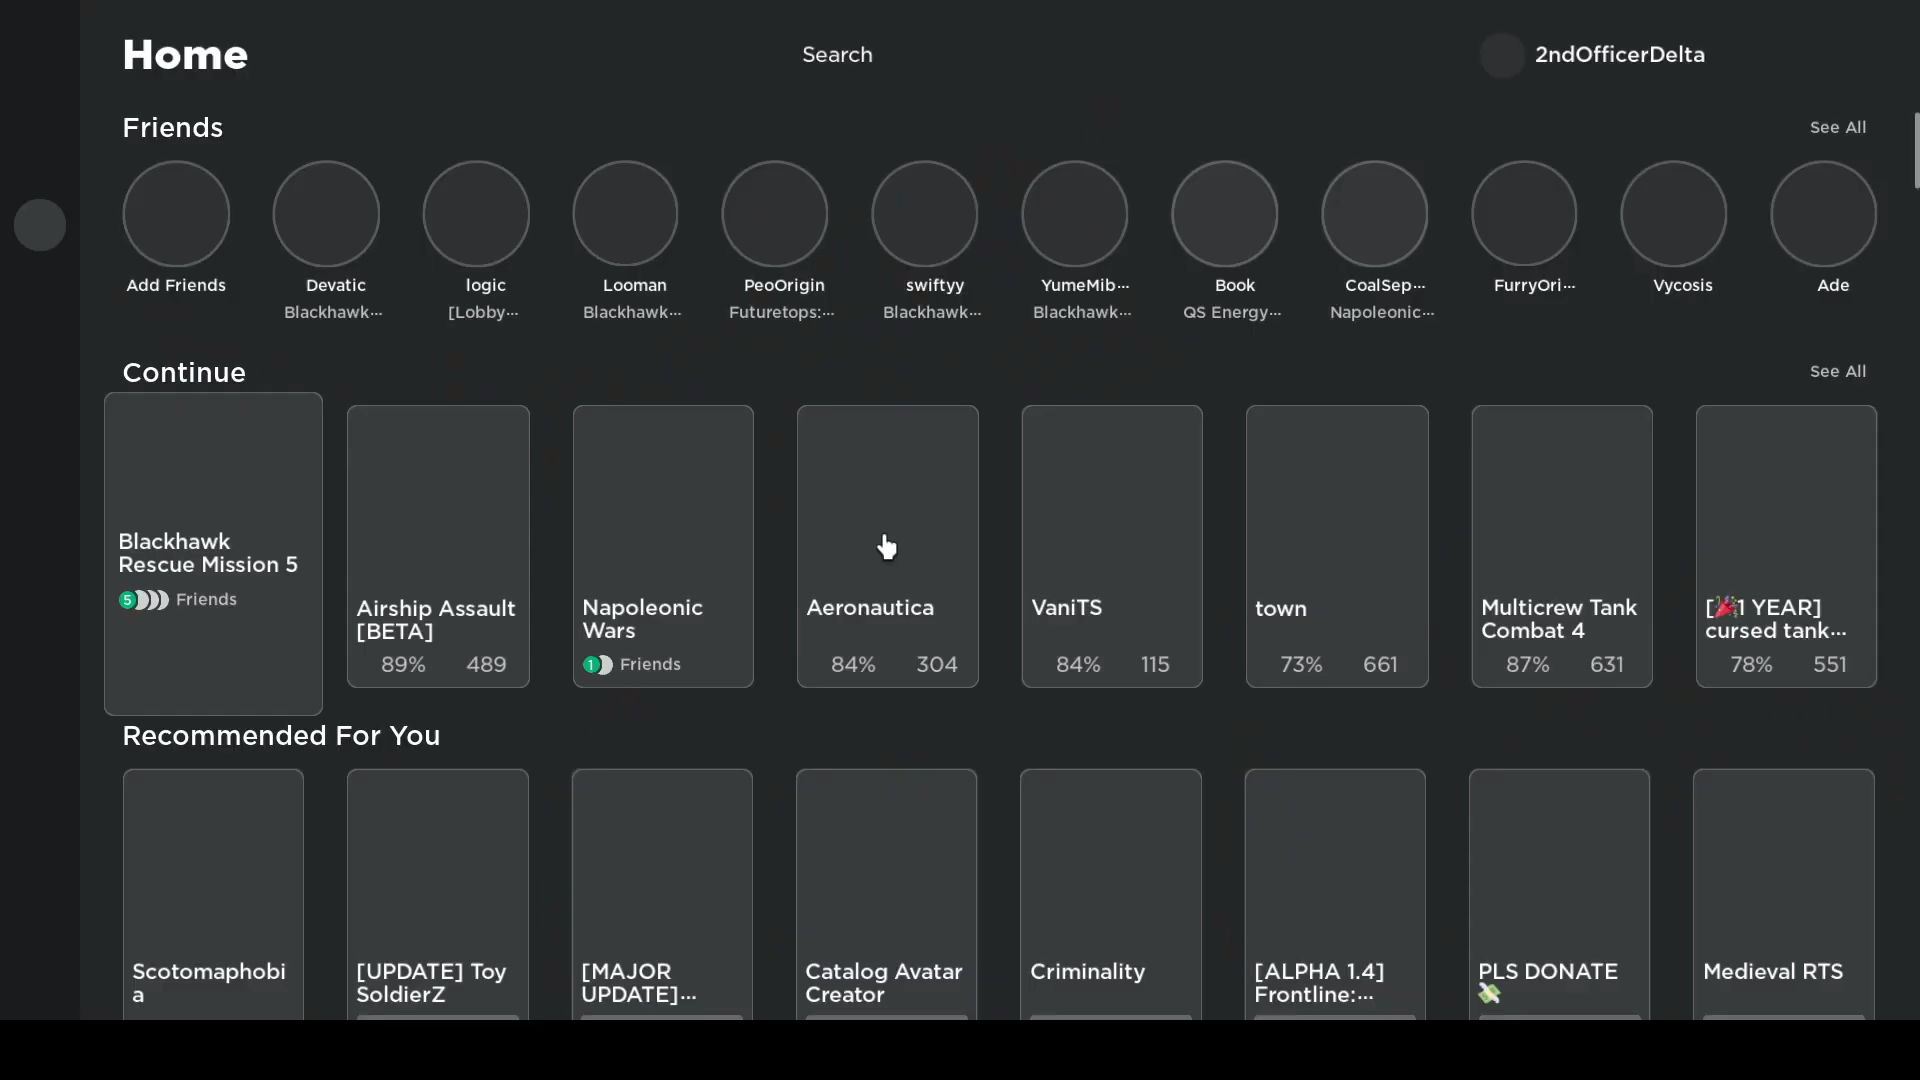 Home
Search
2ndOfficerDelta
Friends
See All
Add Friends
Devatic
logic
Looman
PeoOrigin
swiftyy
YumeMib...
Book
CoalSep...
FurryOri...
Vycosis
Ade
Blackhawk...
[Lobby...
Blackhawk...
Futuretops:...
Blackhawk...
Blackhawk...
QS Energy...
Napoleonic...
Continue
See All
Blackhawk
Rescue Mission 5
5 Friends
Airship Assault
[BETA]
89% 489
Napoleonic
Wars
1 Friends
Aeronautica
84% 304
VaniTS
84% 115
town
73% 661
Multicrew Tank
Combat 4
87% 631
[🎉1 YEAR]
cursed tank...
78% 551
Recommended For You
Scotomaphobi
a
[UPDATE] Toy
SoldierZ
[MAJOR
UPDATE]...
Catalog Avatar
Creator
Criminality
[ALPHA 1.4]
Frontline:...
PLS DONATE
💸
Medieval RTS